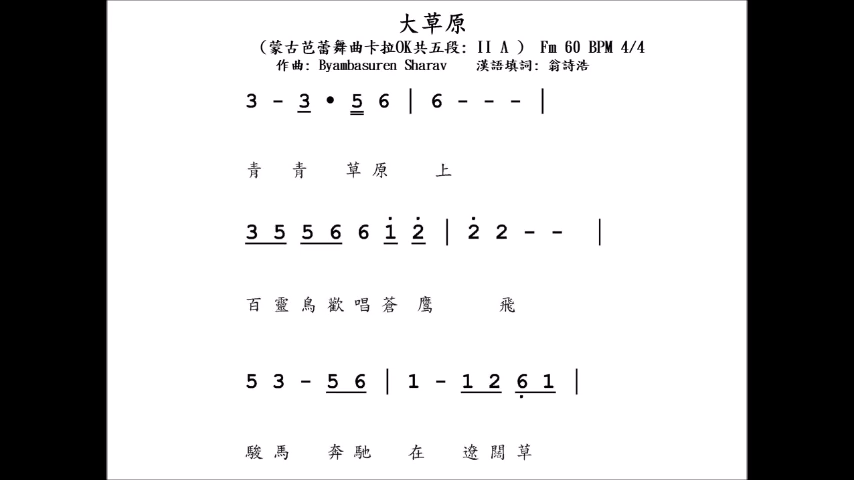 大草原
（蒙古芭蕾舞曲卡拉OK共五段: II A ） Fm 60 BPM 4/4
作曲: Byambasuren Sharav 漢語填詞: 翁詩浩
3 - 3 • 5 6 | 6 - - - |
青 青 草 原 上
3 5 5 6 6 1̇ 2̇ | 2̇ 2 - - |
百 靈 鳥 歡 唱 蒼 鷹 飛
5 3 - 5 6 | 1 - 1 2 6̣ 1 |
駿 馬 奔 馳 在 遼 闊 草